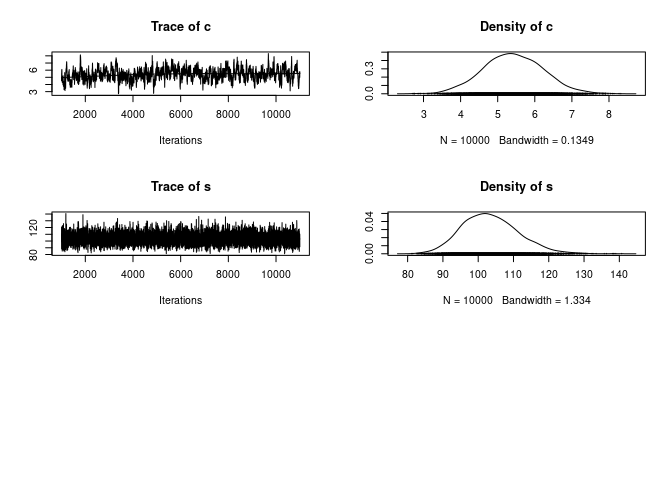 Trace of c
Density of c
6
3
2000 4000 6000 8000 10000
Iterations
0.3
0.0
3 4 5 6 7 8
N = 10000 Bandwidth = 0.1349
Trace of s
Density of s
120
80
2000 4000 6000 8000 10000
Iterations
0.04
0.00
80 90 100 110 120 130 140
N = 10000 Bandwidth = 1.334